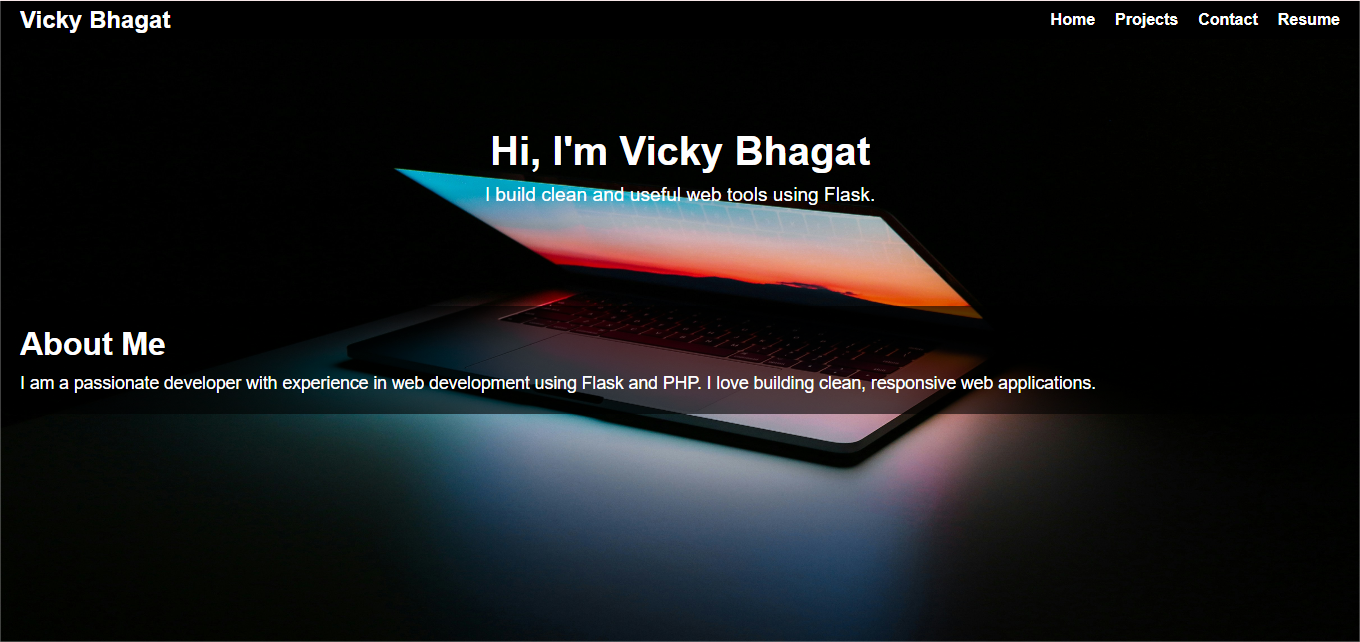 Vicky Bhagat
Home Projects Contact Resume
Hi, I'm Vicky Bhagat
I build clean and useful web tools using Flask.
About Me
I am a passionate developer with experience in web development using Flask and PHP. I love building clean, responsive web applications.